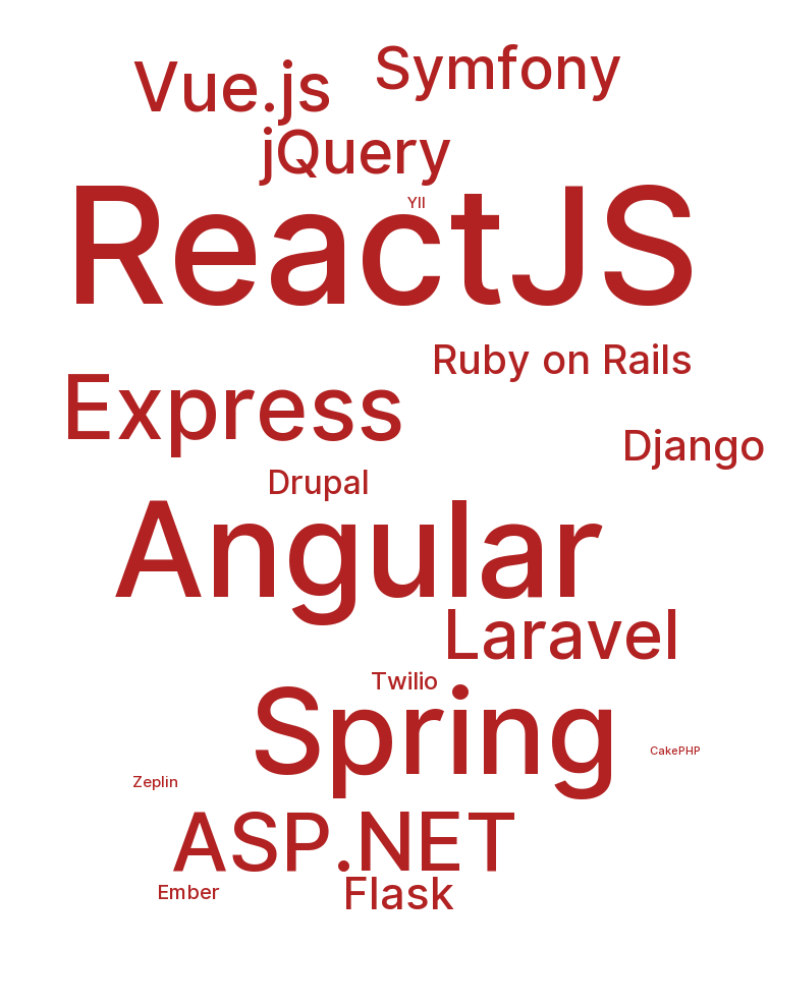 Vue.js
Symfony
jQuery
YII
ReactJS
Ruby on Rails
Express
Django
Drupal
Angular
Laravel
Twilio
Spring
CakePHP
Zeplin
ASP.NET
Ember
Flask